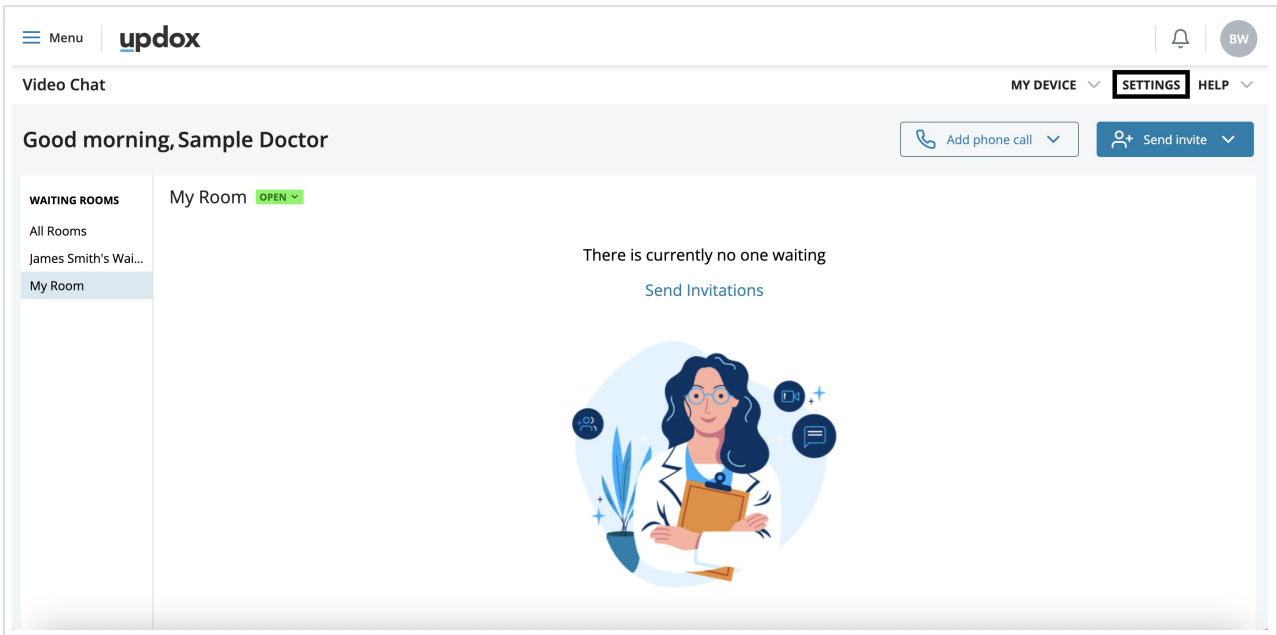 Menu
updox
BW
Video Chat
MY DEVICE
SETTINGS
HELP
Good morning, Sample Doctor
Add phone call
Send invite
WAITING ROOMS
All Rooms
James Smith's Wai...
My Room
My Room
OPEN
There is currently no one waiting
Send Invitations